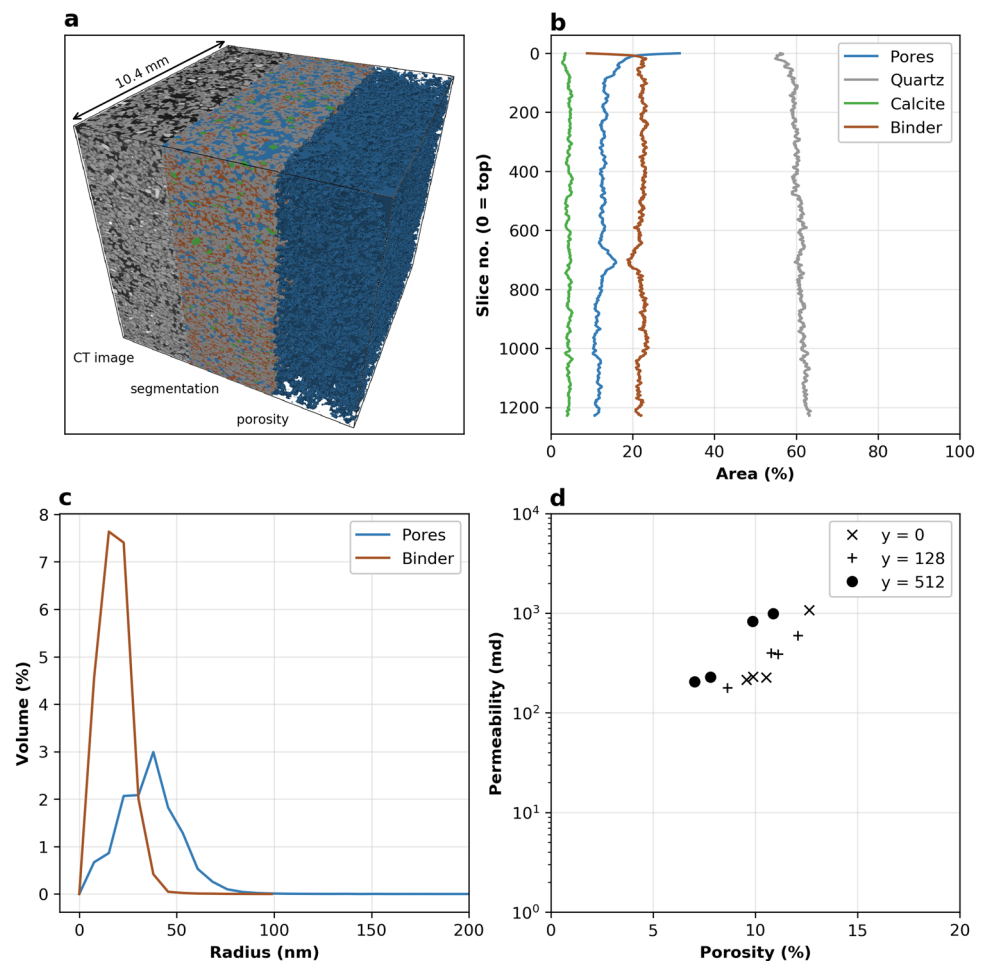 a
10.4 mm
CT image
segmentation
porosity
b
Pores
Quartz
Calcite
Binder
0
200
400
600
800
1000
1200
Slice no. (0 = top)
0 20 40 60 80 100
Area (%)
c
Pores
Binder
8
7
6
5
4
3
2
1
0
Volume (%)
0 50 100 150 200
Radius (nm)
d
y = 0
y = 128
y = 512
10⁴
10³
10²
10¹
10⁰
Permeability (md)
0 5 10 15 20
Porosity (%)